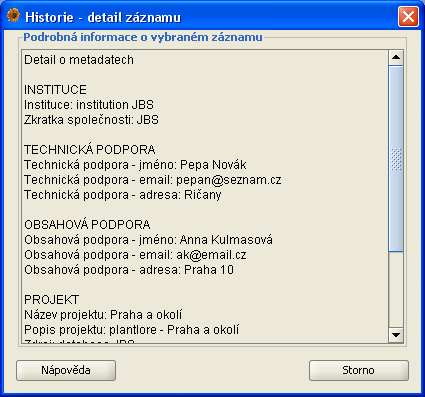 Historie - detail záznamu
Podrobná informace o vybraném záznamu
Detail o metadatech
INSTITUCE
Instituce: institution JBS
Zkratka společnosti: JBS
TECHNICKÁ PODPORA
Technická podpora - jméno: Pepa Novák
Technická podpora - email: pepan@seznam.cz
Technická podpora - adresa: Ričany
OBSAHOVÁ PODPORA
Obsahová podpora - jméno: Anna Kulmasová
Obsahová podpora - email: ak@email.cz
Obsahová podpora - adresa: Praha 10
PROJEKT
Název projektu: Praha a okolí
Popis projektu: plantlore - Praha a okolí
Zdroj: database JBS
Nápověda
Storno